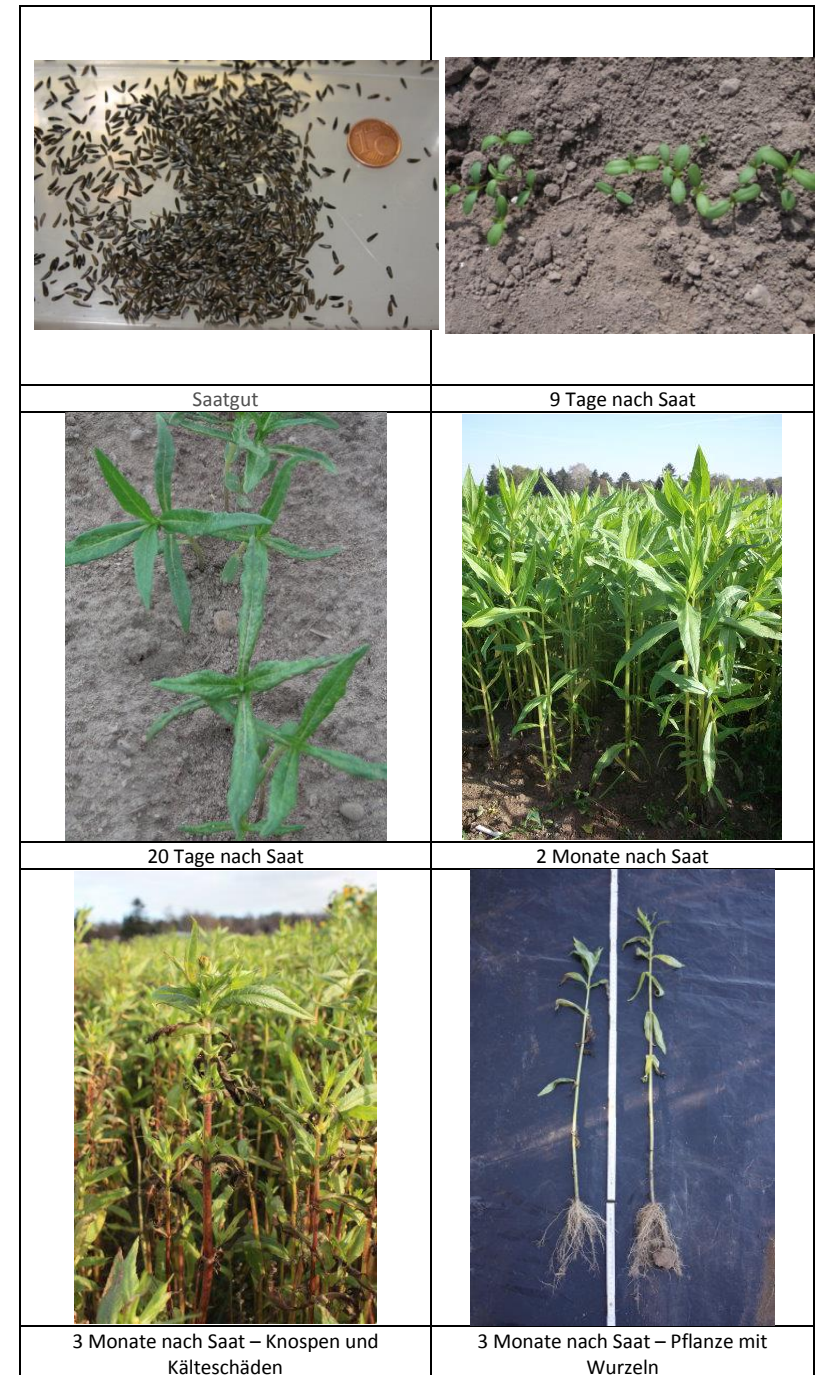 Saatgut
9 Tage nach Saat
20 Tage nach Saat
2 Monate nach Saat
3 Monate nach Saat – Knospen und
Kälteschäden
3 Monate nach Saat – Pflanze mit
Wurzeln